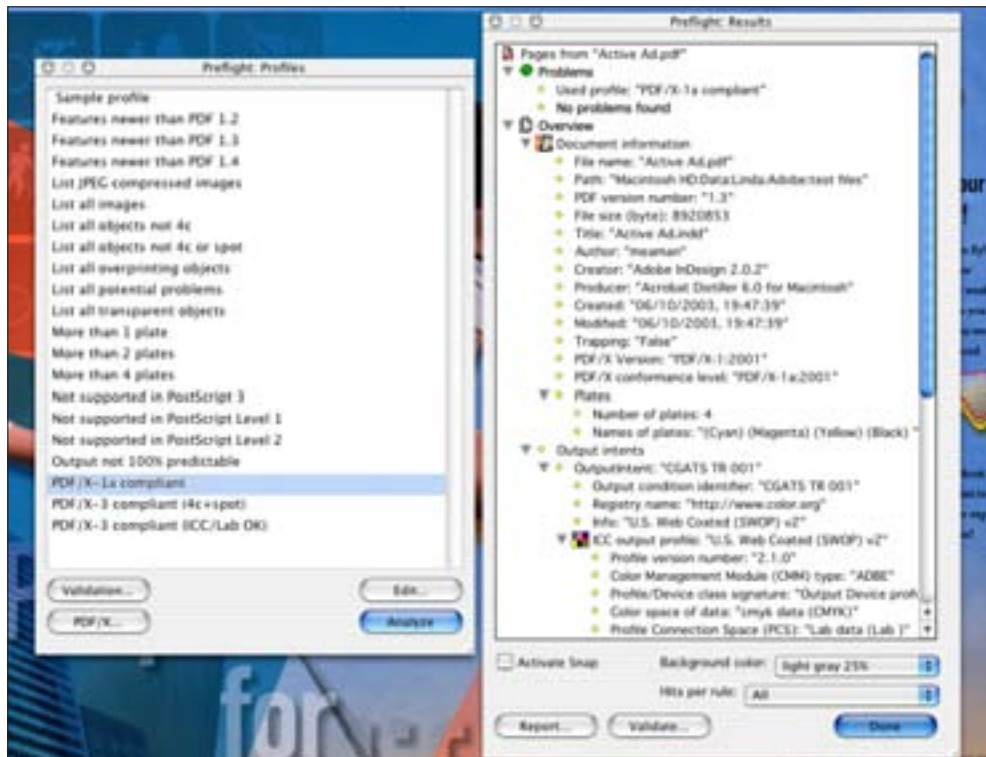 Preflight: Profiles
Sample profile
Features newer than PDF 1.2
Features newer than PDF 1.3
Features newer than PDF 1.4
List JPEG compressed images
List all images
List all objects not 4c
List all objects not 4c or spot
List all overprinting objects
List all potential problems
List all transparent objects
More than 1 plate
More than 2 plates
More than 4 plates
Not supported in PostScript 3
Not supported in PostScript Level 1
Not supported in PostScript Level 2
Output not 100% predictable
PDF/X-1a compliant
PDF/X-3 compliant (4c+spot)
PDF/X-3 compliant (ICC/Lab OK)
Validation...
Edit...
PDF/X...
Analyze
Preflight: Results
Pages from "Active Ad.pdf"
Problems
Used profile: "PDF/X-1a compliant"
No problems found
Overview
Document information
File name: "Active Ad.pdf"
Path: "Macintosh HD:Data:Linda:Adobe:test files"
PDF version number: "1.3"
File size (byte): 8920853
Title: "Active Ad.indd"
Author: "meaman"
Creator: "Adobe InDesign 2.0.2"
Producer: "Acrobat Distiller 6.0 for Macintosh"
Created: "06/10/2003, 19:47:39"
Modified: "06/10/2003, 19:47:39"
Trapping: "False"
PDF/X Version: "PDF/X-1:2001"
PDF/X conformance level: "PDF/X-1a:2001"
Plates
Number of plates: 4
Names of plates: "(Cyan) (Magenta) (Yellow) (Black) "
Output intents
OutputIntent: "CGATS TR 001"
Output condition identifier: "CGATS TR 001"
Registry name: "http://www.color.org"
Info: "U.S. Web Coated (SWOP) v2"
ICC output profile: "U.S. Web Coated (SWOP) v2"
Profile version number: "2.1.0"
Color Management Module (CMM) type: "ADBE"
Profile/Device class signature: "Output Device prof
Color space of data: "cmyk data (CMYK)"
Profile Connection Space (PCS): "Lab data (Lab )"
Activate Snap
Background color: light gray 25%
Hits per rule: All
Report...
Validate...
Done
for